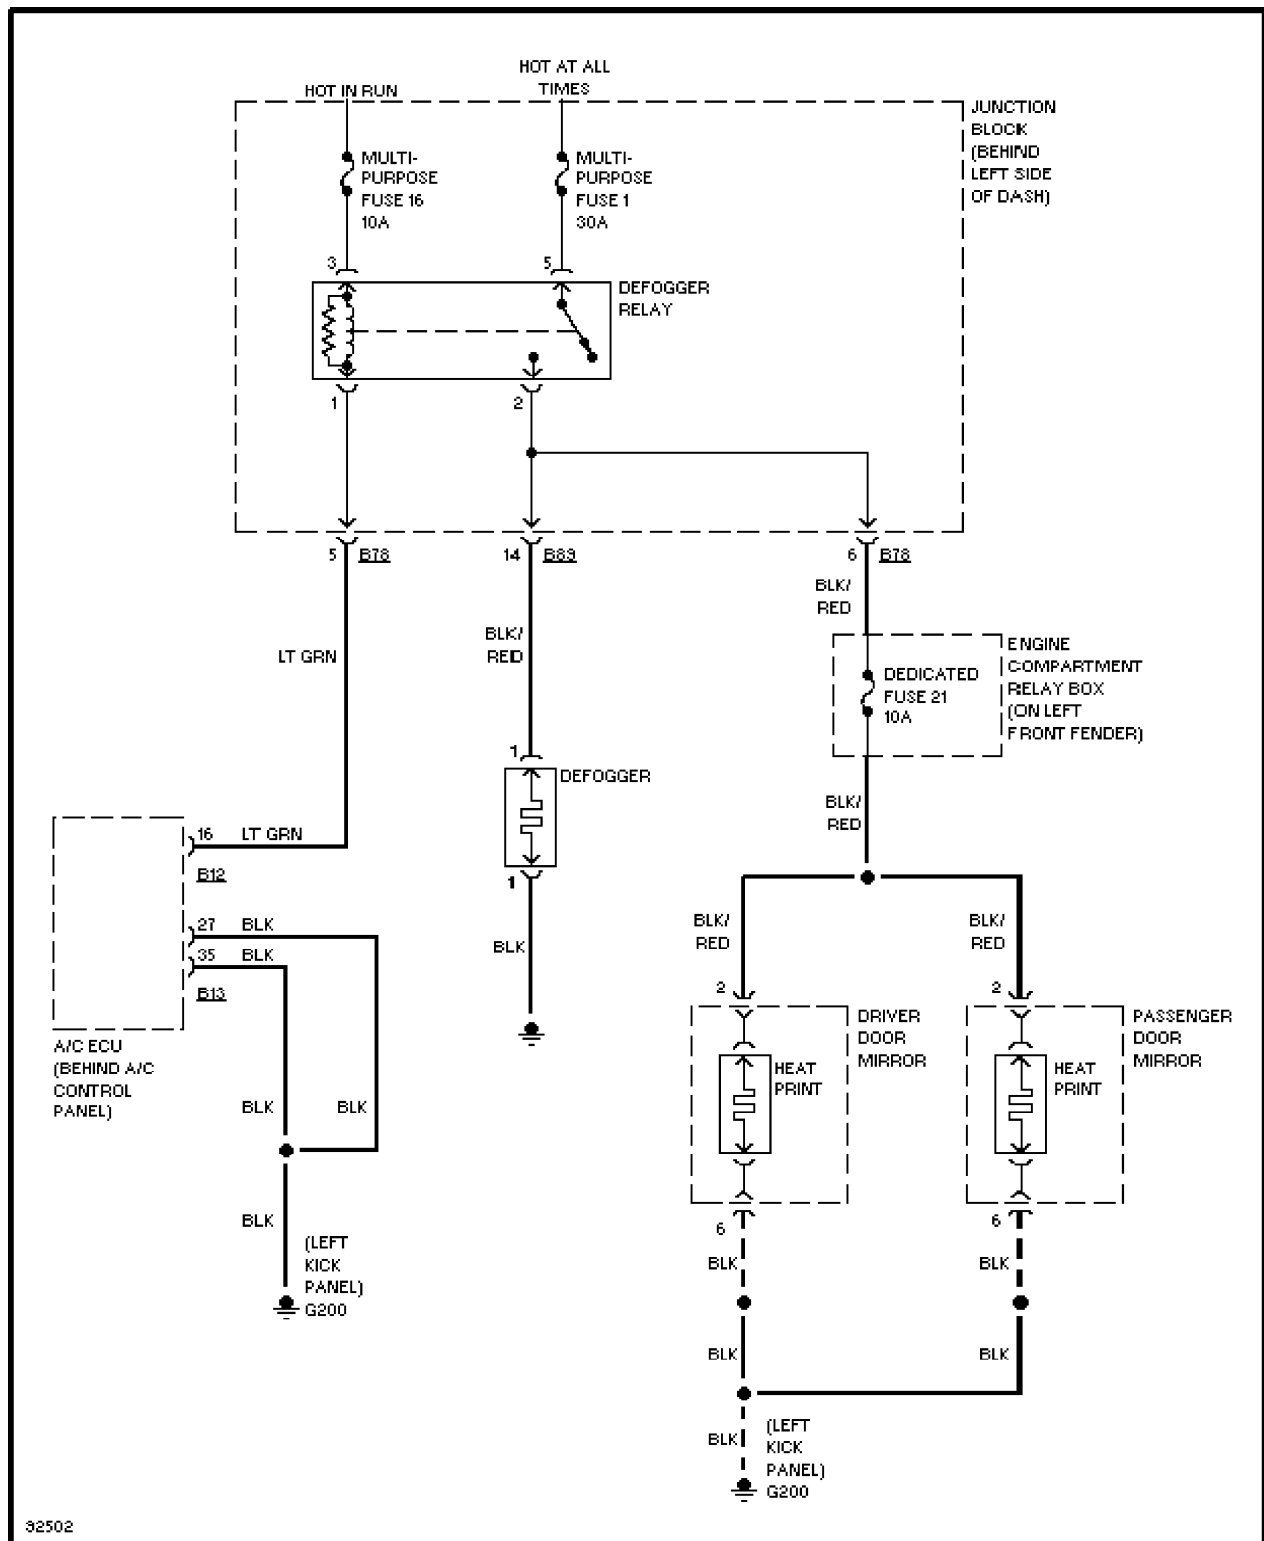 HOT IN RUN
HOT AT ALL
TIMES
JUNCTION
BLOCK
(BEHIND
LEFT SIDE
OF DASH)
MULTI-
PURPOSE
FUSE 16
10A
MULTI-
PURPOSE
FUSE 1
30A
3
5
DEFOGGER
RELAY
1
2
5 B78
14 B89
6 B78
BLK/
RED
LT GRN
BLK/
RED
ENGINE
COMPARTMENT
RELAY BOX
(ON LEFT
FRONT FENDER)
DEDICATED
FUSE 21
10A
1
DEFOGGER
1
BLK/
RED
16 LT GRN
B12
27 BLK
35 BLK
B13
A/C ECU
(BEHIND A/C
CONTROL
PANEL)
BLK
BLK/
RED
BLK/
RED
2
2
DRIVER
DOOR
MIRROR
PASSENGER
DOOR
MIRROR
HEAT
PRINT
HEAT
PRINT
BLK
BLK
BLK
(LEFT
KICK
PANEL)
G200
6
6
BLK
BLK
BLK
BLK
BLK
(LEFT
KICK
PANEL)
G200
92502